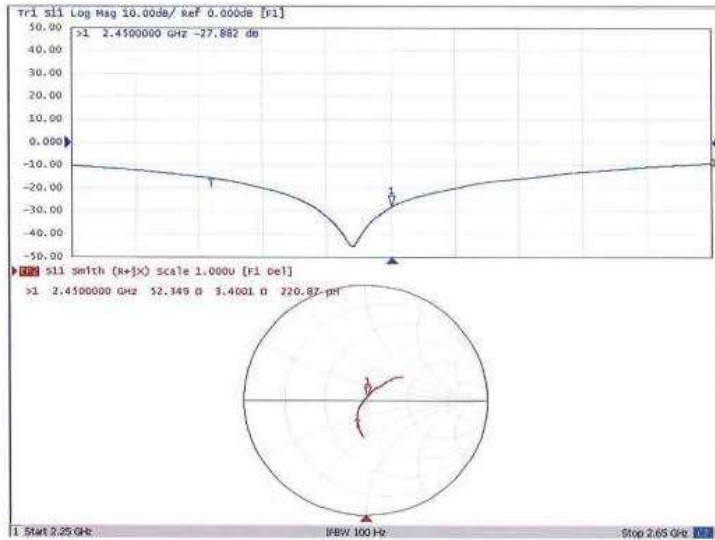 Tr1 S11 Log Mag 10.00dB/ Ref 0.000dB [F1]
50.00
>1 2.4500000 GHz -27.882 dB
40.00
30.00
20.00
10.00
0.000
-10.00
-20.00
-30.00
1
-40.00
-50.00
Tr2 S11 Smith (R+jX) Scale 1.000U [F1 Del]
>1 2.4500000 GHz 52.349 Ω 3.4001 Ω 220.87 pH
1
1 Start 2.25 GHz IFBW 100 Hz Stop 2.65 GHz